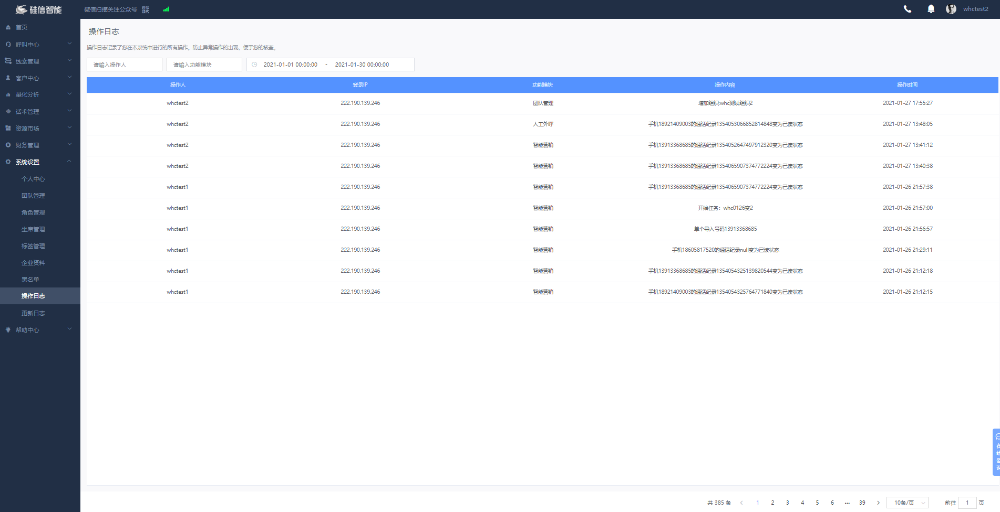 硅信智能
微信扫描关注公众号
whctest2
首页
呼叫中心
线索管理
客户中心
量化分析
话术管理
资源市场
财务管理
系统设置
个人中心
团队管理
角色管理
坐席管理
标签管理
企业资料
黑名单
操作日志
更新日志
帮助中心
操作日志
操作日志记录了您在本系统中进行的所有操作。防止异常操作的出现，便于您的核查。
请输入操作人 请输入功能模块 2021-01-01 00:00:00 - 2021-01-30 00:00:00
操作人 登录IP 功能模块 操作内容 操作时间
whctest2 222.190.139.246 团队管理 增加组织:whc测试组织2 2021-01-27 17:55:27
whctest2 222.190.139.246 人工外呼 手机18921409003的通话纪录1354053066852814848变为已读状态 2021-01-27 13:48:05
whctest2 222.190.139.246 智能营销 手机13913368685的通话纪录1354052647497912320变为已读状态 2021-01-27 13:41:12
whctest2 222.190.139.246 智能营销 手机13913368685的通话纪录1354065907374772224变为已读状态 2021-01-27 13:40:38
whctest1 222.190.139.246 智能营销 手机13913368685的通话纪录1354065907374772224变为已读状态 2021-01-26 21:57:38
whctest1 222.190.139.246 智能营销 开始任务：whc0126变2 2021-01-26 21:57:00
whctest1 222.190.139.246 智能营销 单个导入号码13913368685 2021-01-26 21:56:57
whctest1 222.190.139.246 智能营销 手机18605817520的通话纪录null变为已读状态 2021-01-26 21:29:11
whctest1 222.190.139.246 智能营销 手机13913368685的通话纪录1354054325139820544变为已读状态 2021-01-26 21:12:18
whctest1 222.190.139.246 智能营销 手机18921409003的通话纪录1354054325764771840变为已读状态 2021-01-26 21:12:15
在线咨询
共 385 条 1 2 3 4 5 6 ••• 39 10条/页 前往 1 页